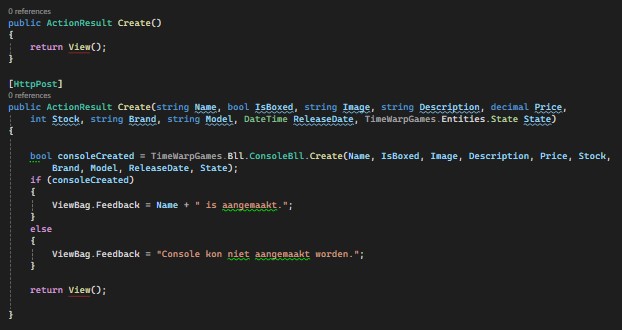 0 references
public ActionResult Create()
{
return View();
}
[HttpPost]
0 references
public ActionResult Create(string Name, bool IsBoxed, string Image, string Description, decimal Price,
int Stock, string Brand, string Model, DateTime ReleaseDate, TimeWarpGames.Entities.State State)
{
bool consoleCreated = TimeWarpGames.Bll.ConsoleBll.Create(Name, IsBoxed, Image, Description, Price, Stock,
Brand, Model, ReleaseDate, State);
if (consoleCreated)
{
ViewBag.Feedback = Name + " is aangemaakt.";
}
else
{
ViewBag.Feedback = "Console kon niet aangemaakt worden.";
}
return View();
}